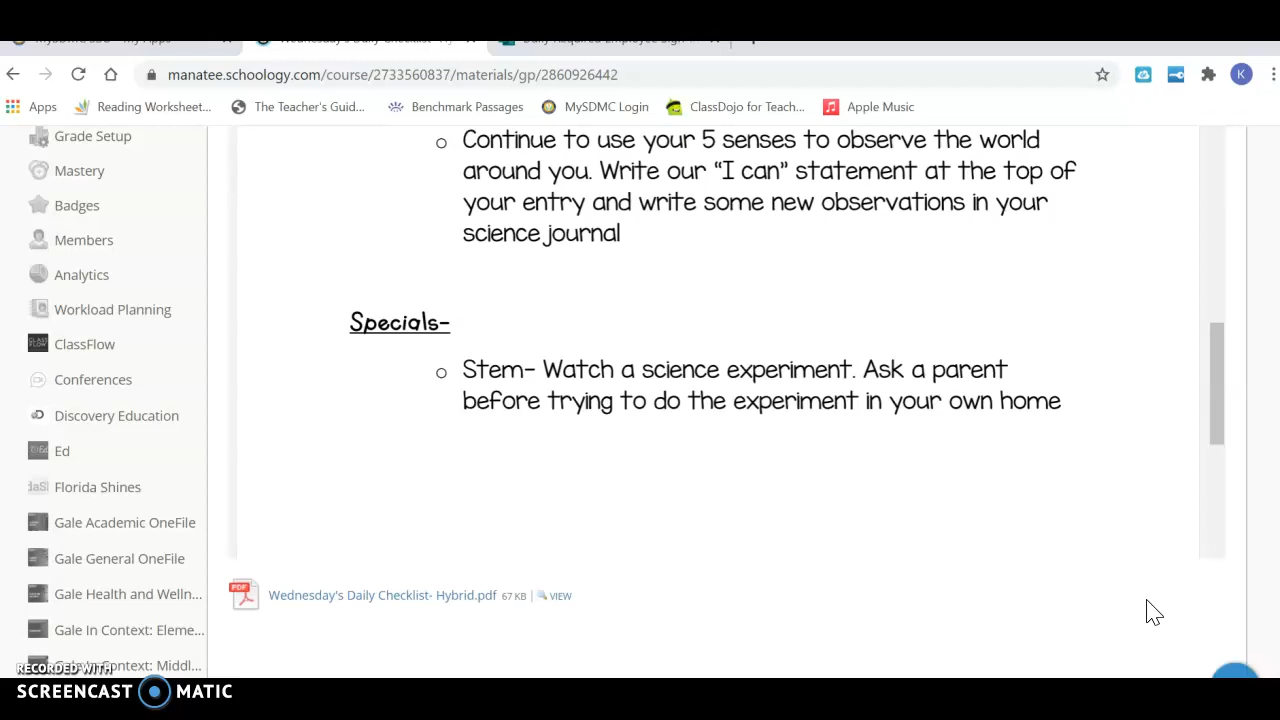 manatee.schoology.com/course/2733560837/materials/gp/2860926442
K
Apps
Reading Worksheet...
The Teacher's Guid...
Benchmark Passages
MySDMC Login
ClassDojo for Teach...
Apple Music
Grade Setup
Mastery
Badges
Members
Analytics
Workload Planning
ClassFlow
Conferences
Discovery Education
Ed
Florida Shines
Gale Academic OneFile
Gale General OneFile
Gale Health and Welln...
Gale In Context: Eleme...
Gale In Context: Middl...
Continue to use your 5 senses to observe the world
around you. Write our "I can" statement at the top of
your entry and write some new observations in your
science journal
Specials-
Stem- Watch a science experiment. Ask a parent
before trying to do the experiment in your own home
PDF
Wednesday's Daily Checklist- Hybrid.pdf 67 KB | VIEW
RECORDED WITH
SCREENCAST MATIC